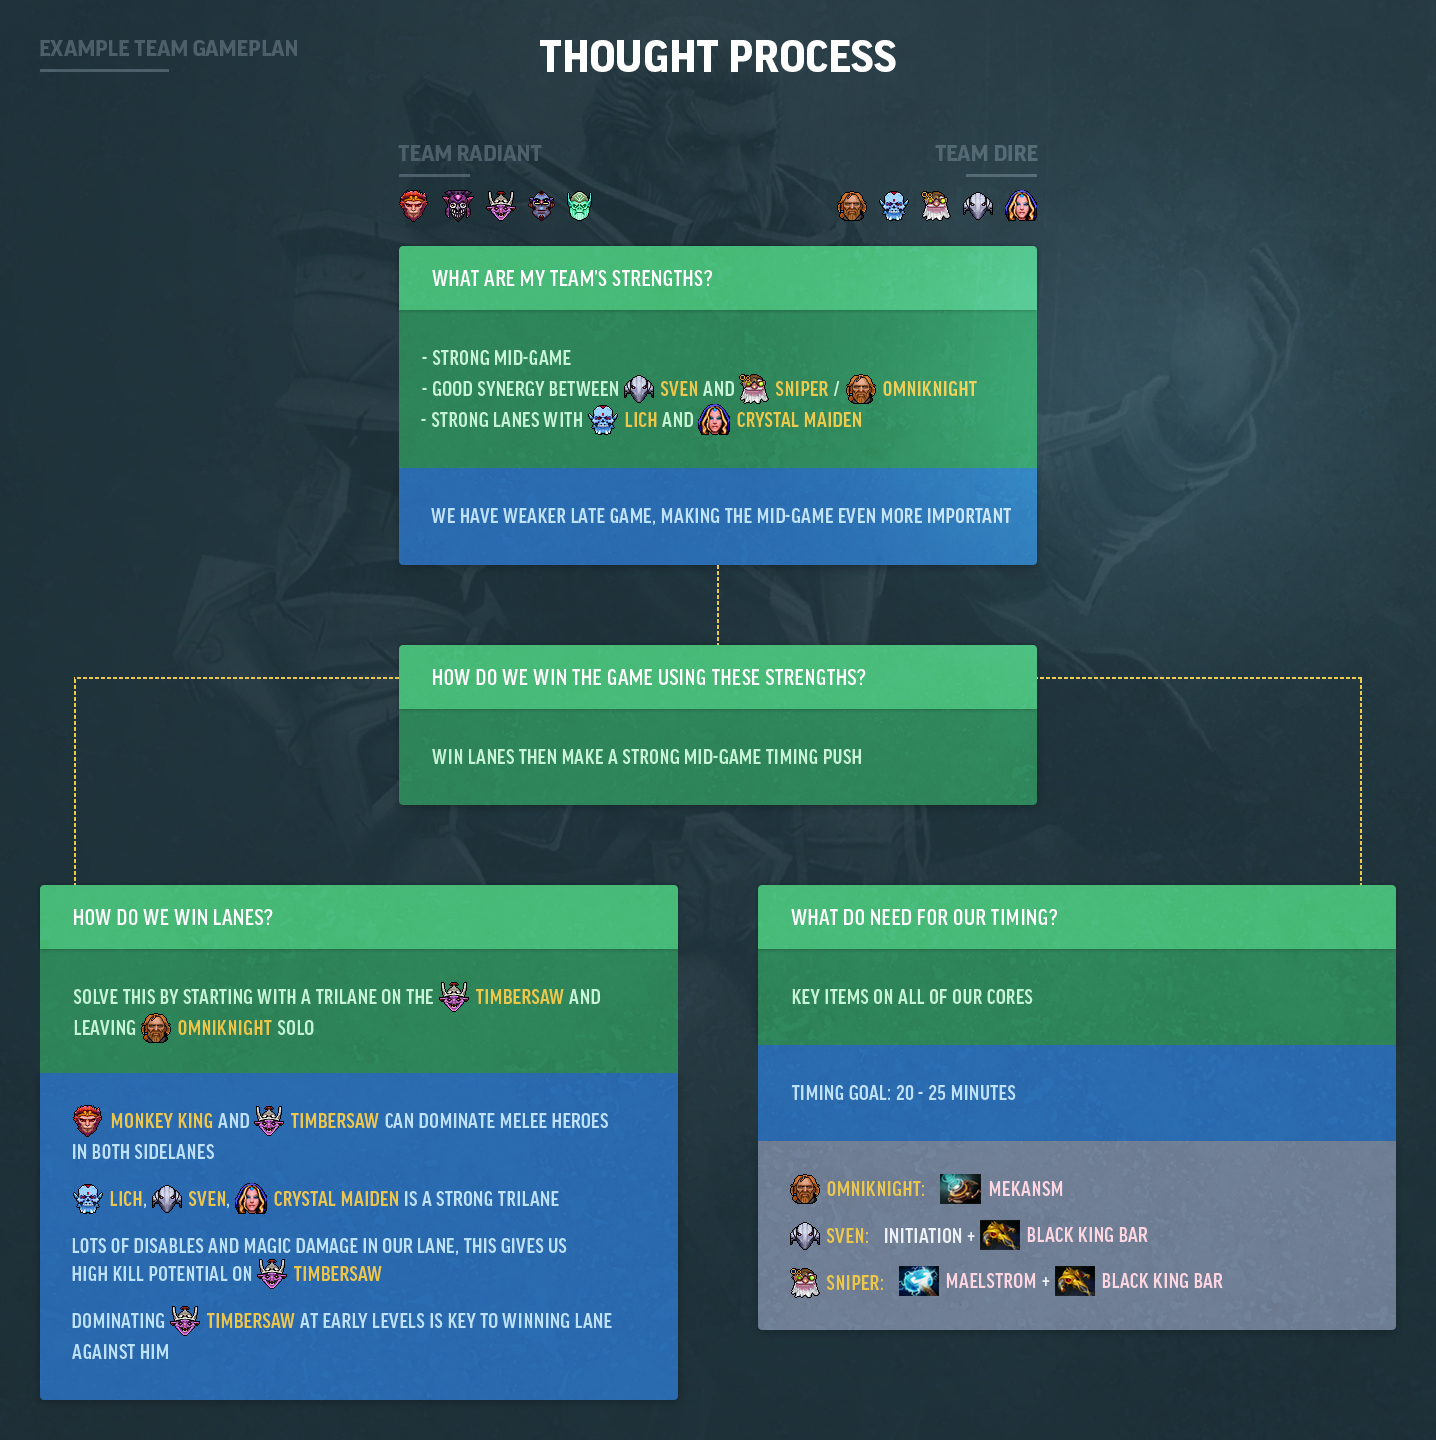 EXAMPLE TEAM GAMEPLAN
THOUGHT PROCESS
TEAM RADIANT
TEAM DIRE
WHAT ARE MY TEAM'S STRENGTHS?
- STRONG MID-GAME
- GOOD SYNERGY BETWEEN SVEN AND SNIPER / OMNIKNIGHT
- STRONG LANES WITH LICH AND CRYSTAL MAIDEN
WE HAVE WEAKER LATE GAME, MAKING THE MID-GAME EVEN MORE IMPORTANT
HOW DO WE WIN THE GAME USING THESE STRENGTHS?
WIN LANES THEN MAKE A STRONG MID-GAME TIMING PUSH
HOW DO WE WIN LANES?
SOLVE THIS BY STARTING WITH A TRILANE ON THE TIMBERSAW AND
LEAVING OMNIKNIGHT SOLO
MONKEY KING AND TIMBERSAW CAN DOMINATE MELEE HEROES
IN BOTH SIDELANES
LICH, SVEN, CRYSTAL MAIDEN IS A STRONG TRILANE
LOTS OF DISABLES AND MAGIC DAMAGE IN OUR LANE, THIS GIVES US
HIGH KILL POTENTIAL ON TIMBERSAW
DOMINATING TIMBERSAW AT EARLY LEVELS IS KEY TO WINNING LANE
AGAINST HIM
WHAT DO NEED FOR OUR TIMING?
KEY ITEMS ON ALL OF OUR CORES
TIMING GOAL: 20 - 25 MINUTES
OMNIKNIGHT: MEKANSM
SVEN: INITIATION + BLACK KING BAR
SNIPER: MAELSTROM + BLACK KING BAR